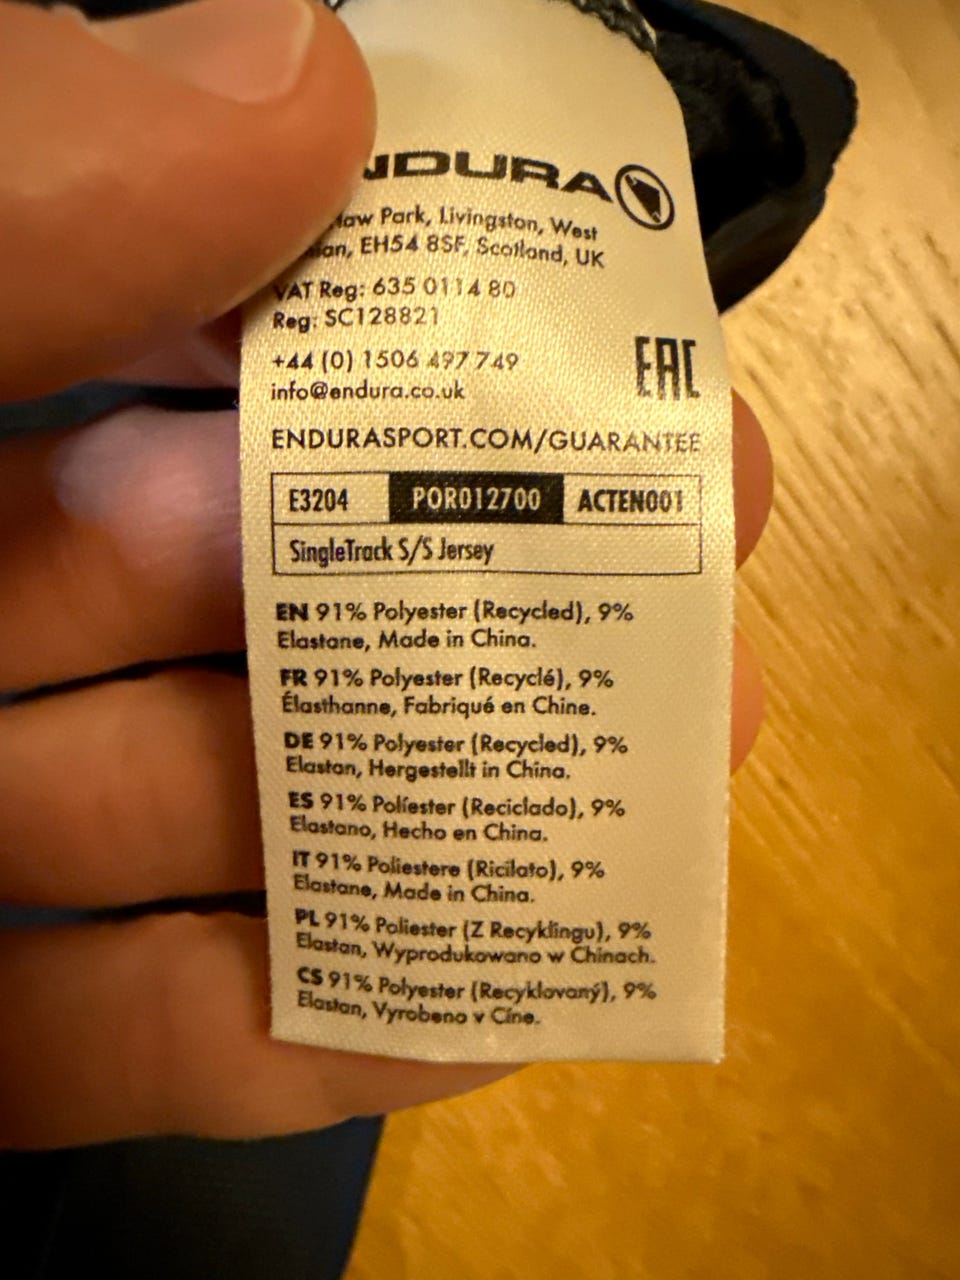 NDURA
Park, Livingston, West
EH54 8SF, Scotland, UK
VAT Reg: 635 0114 80
Reg: SC128821
+44 (0) 1506 497 749
info@endura.co.uk
EAC
ENDURASPORT.COM/GUARANTEE
E3204 POR012700 ACTEN001
SingleTrack S/S Jersey
EN 91% Polyester (Recycled), 9%
Elastane, Made in China.
FR 91% Polyester (Recyclé), 9%
Élasthanne, Fabriqué en Chine.
DE 91% Polyester (Recycled), 9%
Elastan, Hergestellt in China.
ES 91% Políester (Reciclado), 9%
Elastano, Hecho en China.
IT 91% Poliestere (Ricilato), 9%
Elastane, Made in China.
PL 91% Poliester (Z Recyklingu), 9%
Elastan, Wyprodukowano w Chinach.
CS 91% Polyester (Recyklovaný), 9%
Elastan, Vyrobeno v Číne.